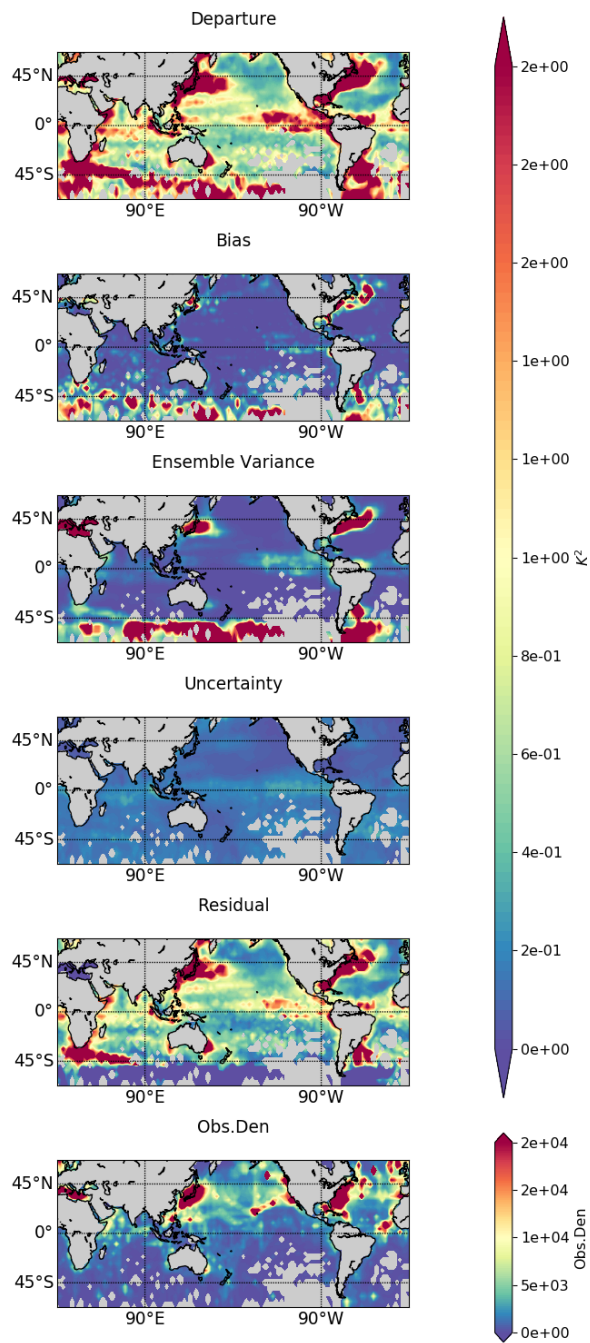 Departure
45°N
0°
45°S
90°E 90°W
Bias
45°N
0°
45°S
90°E 90°W
Ensemble Variance
45°N
0°
45°S
90°E 90°W
Uncertainty
45°N
0°
45°S
90°E 90°W
Residual
45°N
0°
45°S
90°E 90°W
Obs.Den
45°N
0°
45°S
90°E 90°W
2e+00
2e+00
2e+00
1e+00
1e+00
1e+00
8e-01
6e-01
4e-01
2e-01
0e+00
K²
2e+04
2e+04
1e+04
5e+03
0e+00
Obs.Den